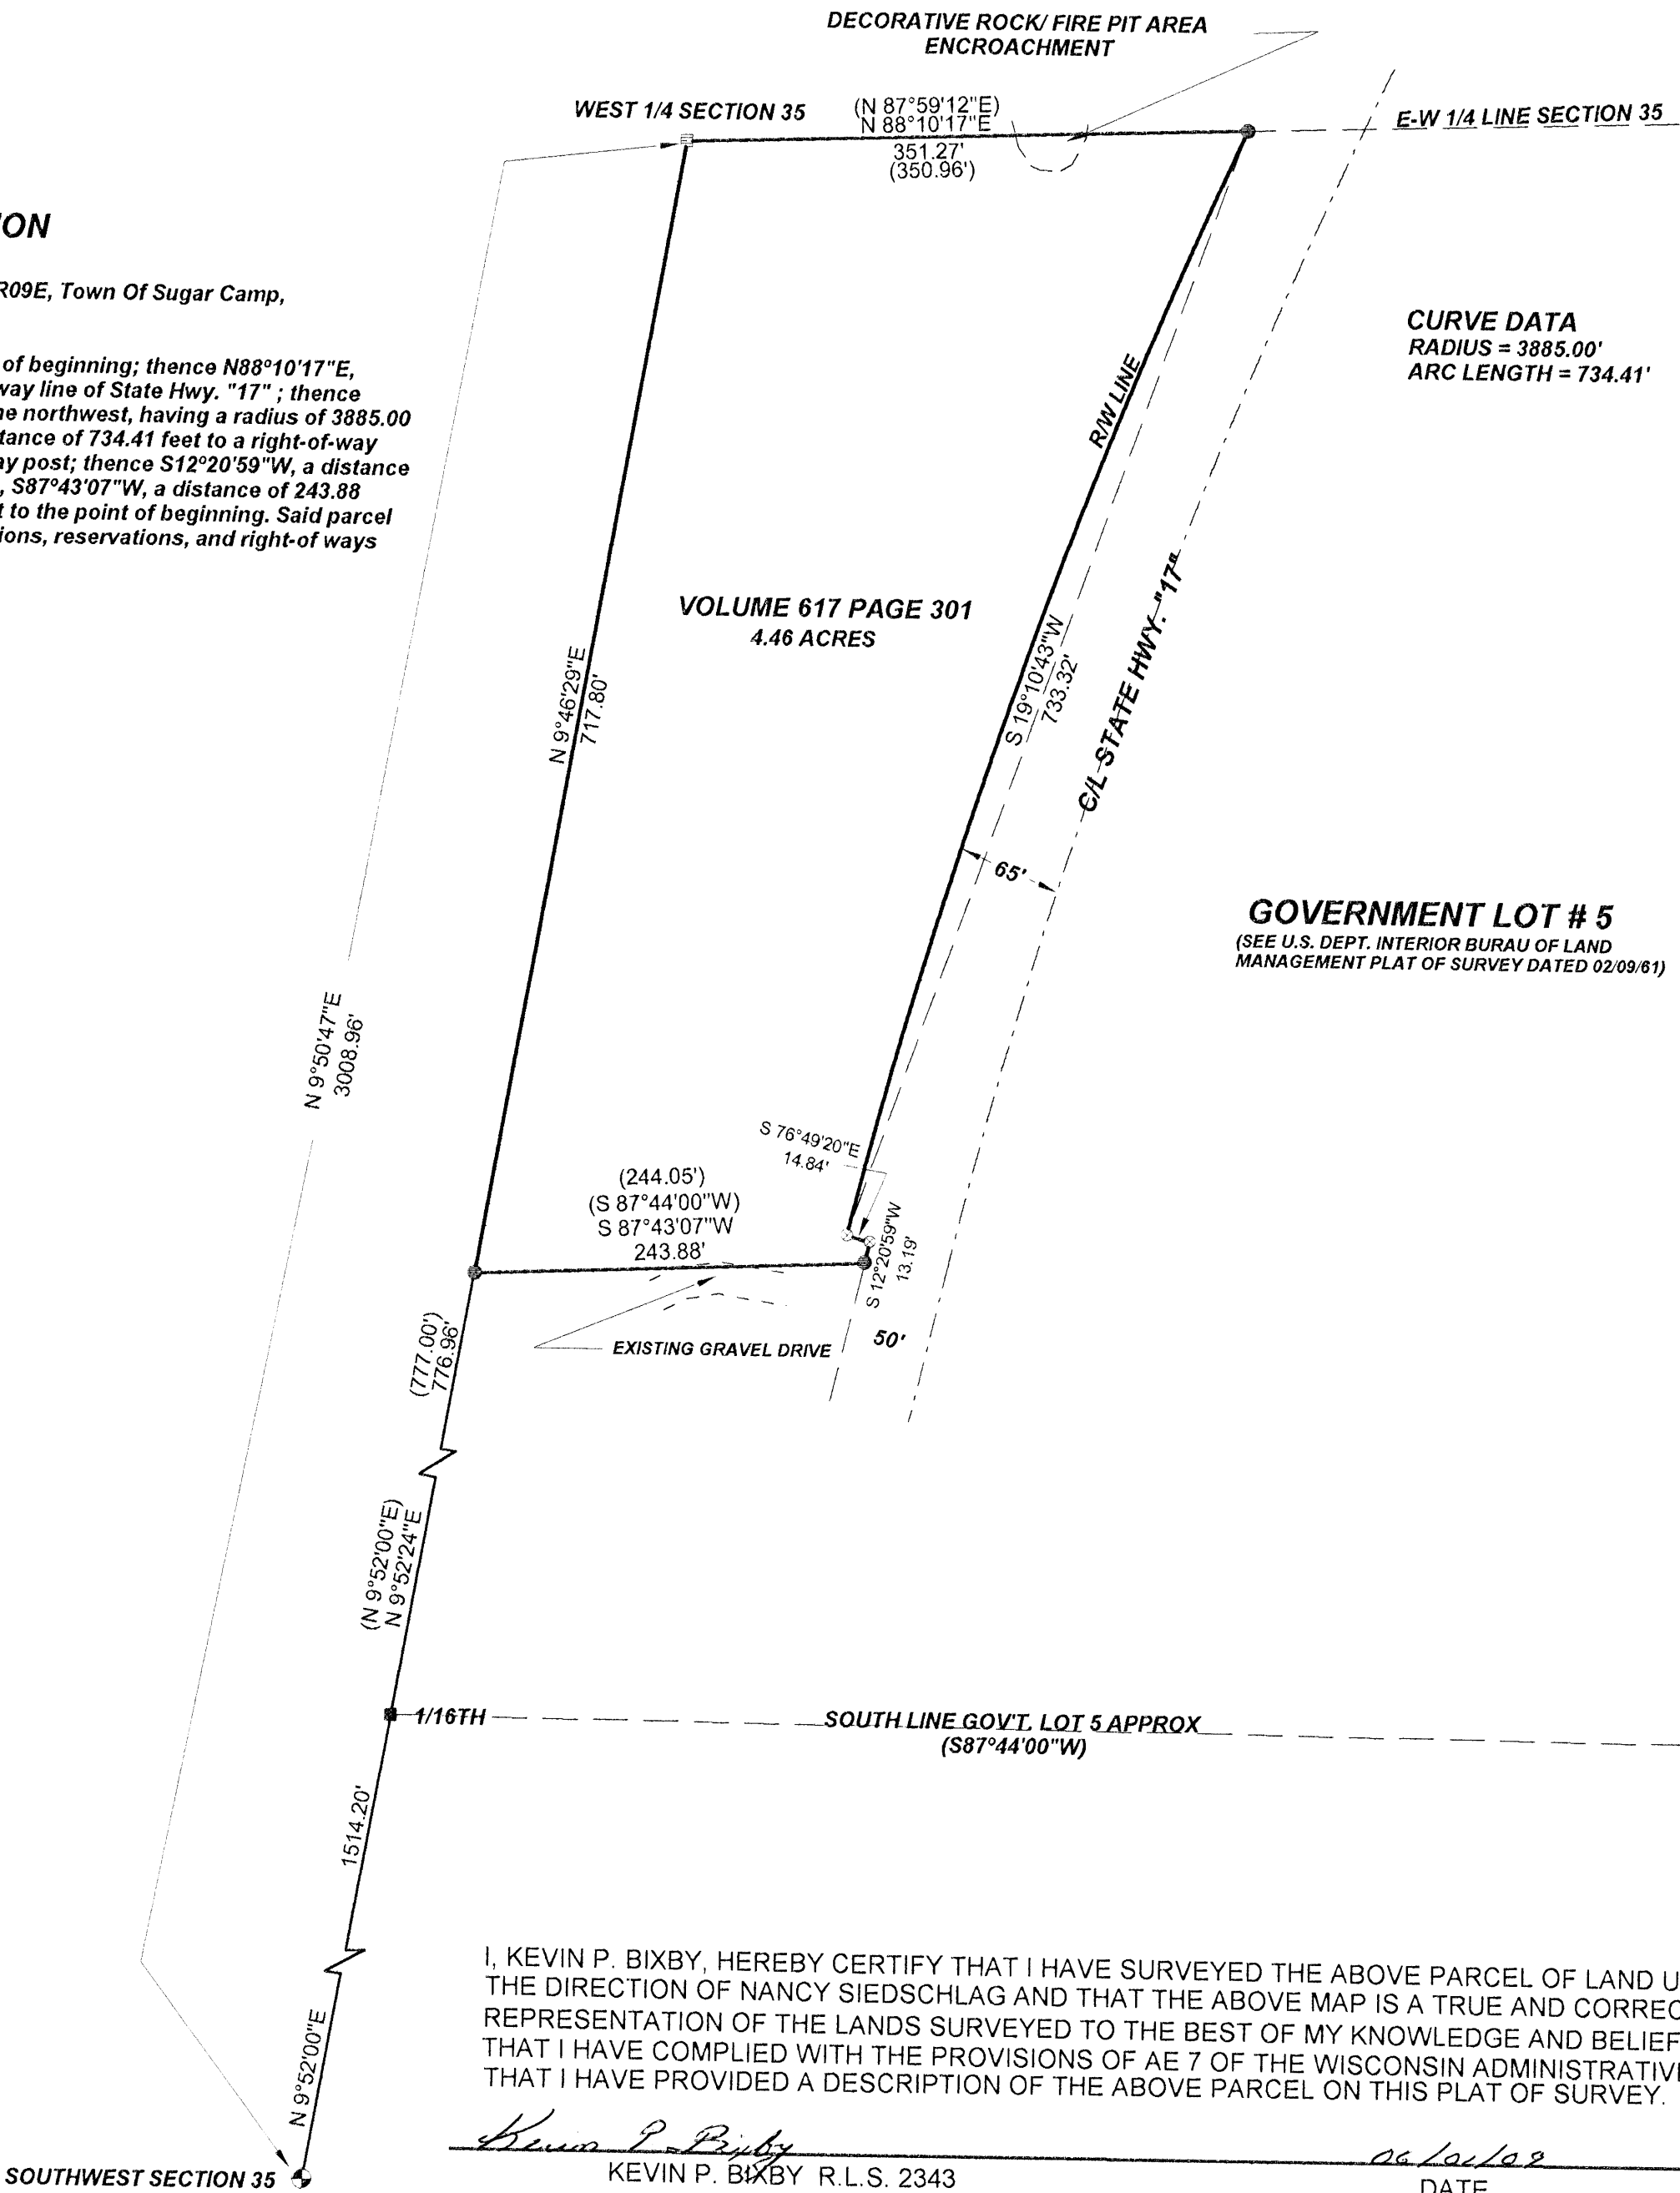 DECORATIVE ROCK/ FIRE PIT AREA
ENCROACHMENT
WEST 1/4 SECTION 35
(N 87°59'12"E)
N 88°10'17"E
351.27'
(350.96')
E-W 1/4 LINE SECTION 35
ION
R09E, Town Of Sugar Camp,
of beginning; thence N88º10'17"E,
way line of State Hwy. "17" ; thence
he northwest, having a radius of 3885.00
tance of 734.41 feet to a right-of-way
ay post; thence S12º20'59"W, a distance
, S87º43'07"W, a distance of 243.88
t to the point of beginning. Said parcel
ions, reservations, and right-of ways
CURVE DATA
RADIUS = 3885.00'
ARC LENGTH = 734.41'
R/W LINE
VOLUME 617 PAGE 301
4.46 ACRES
N 9°46'29"E
717.80'
S 19°10'43"W
733.32'
C/L STATE HWY. "17"
65'
GOVERNMENT LOT # 5
(SEE U.S. DEPT. INTERIOR BURAU OF LAND
MANAGEMENT PLAT OF SURVEY DATED 02/09/61)
N 9°50'47"E
3008.96'
S 76°49'20"E
14.84'
(244.05')
(S 87°44'00"W)
S 87°43'07"W
243.88'
S 12°20'59"W
13.19'
50'
EXISTING GRAVEL DRIVE
(777.00')
776.96'
(N 9°52'00"E)
N 9°52'24"E
1/16TH
SOUTH LINE GOV'T. LOT 5 APPROX
(S87°44'00"W)
1514.20'
N 9°52'00"E
I, KEVIN P. BIXBY, HEREBY CERTIFY THAT I HAVE SURVEYED THE ABOVE PARCEL OF LAND U
THE DIRECTION OF NANCY SIEDSCHLAG AND THAT THE ABOVE MAP IS A TRUE AND CORREC
REPRESENTATION OF THE LANDS SURVEYED TO THE BEST OF MY KNOWLEDGE AND BELIEF
THAT I HAVE COMPLIED WITH THE PROVISIONS OF AE 7 OF THE WISCONSIN ADMINISTRATIV
THAT I HAVE PROVIDED A DESCRIPTION OF THE ABOVE PARCEL ON THIS PLAT OF SURVEY.
Kevin P. Bixby
KEVIN P. BIXBY R.L.S. 2343
DATE
SOUTHWEST SECTION 35